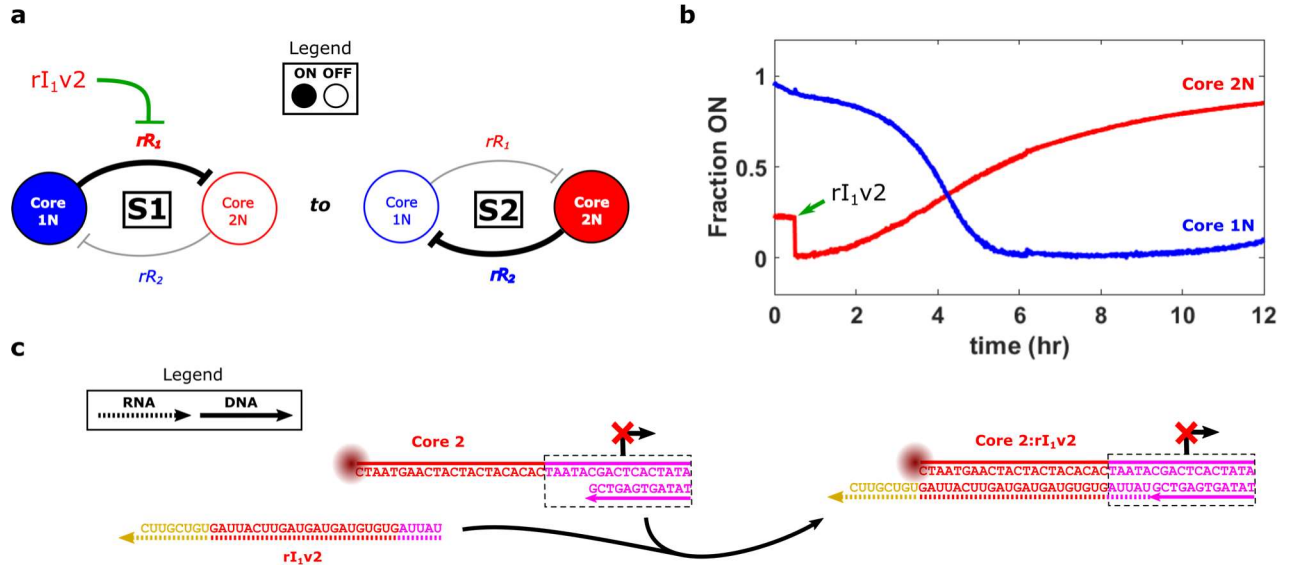 a
Legend
ON OFF
rI₁v2
rR₁
Core
1N
S1
Core
2N
rR₂
to
rR₁
Core
1N
S2
Core
2N
rR₂
b
Fraction ON
1
0.5
0
Core 2N
rI₁v2
Core 1N
0 2 4 6 8 10 12
time (hr)
c
Legend
RNA DNA
Core 2
CTAATGAACTACTACTACACACTAATACGACTCACTATA
GCTGAGTGATAT
CUUGCUGUGAUUACUUGAUGAUGAUGUGUGAUUAU
rI₁v2
Core 2:rI₁v2
CTAATGAACTACTACTACACACTAATACGACTCACTATA
CUUGCUGUGAUUACUUGAUGAUGAUGUGUGAUUAUGCTGAGTGATAT